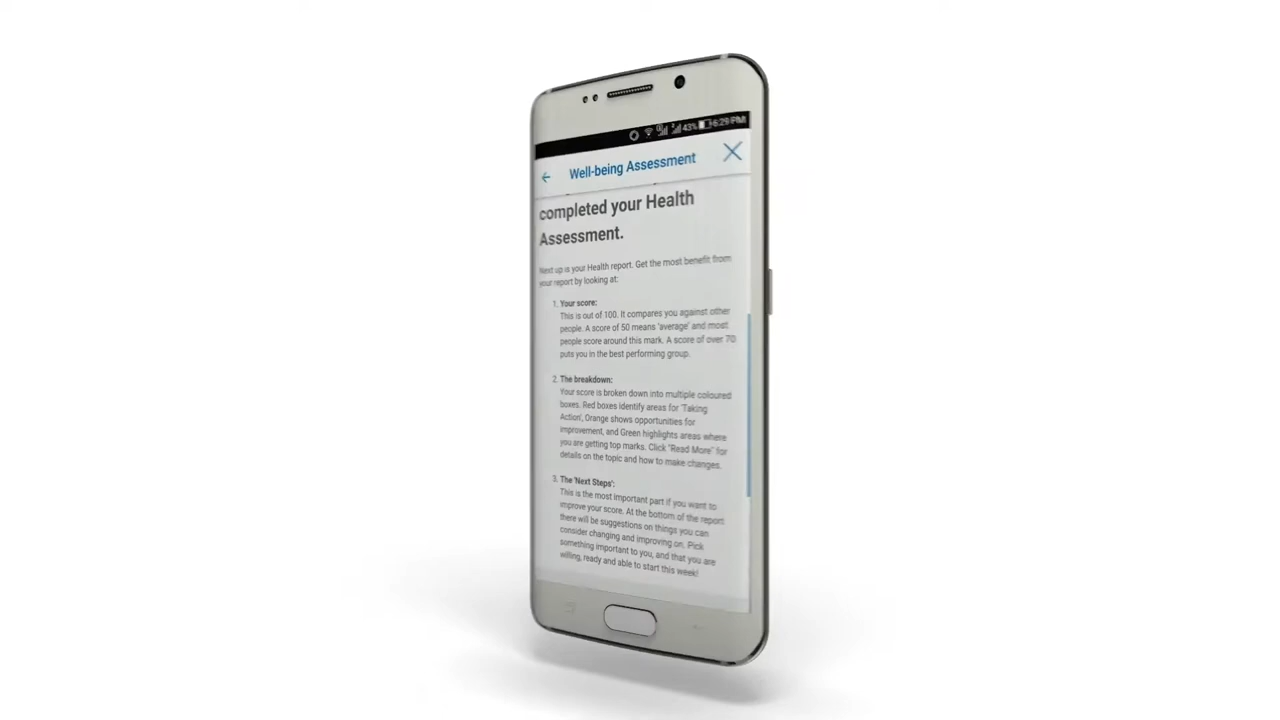 43% 6:29 PM
Well-being Assessment
completed your Health
Assessment.
Next up is your Health report. Get the most benefit from
your report by looking at:
1. Your score:
This is out of 100. It compares you against other
people. A score of 50 means 'average' and most
people score around this mark. A score of over 70
puts you in the best performing group.
2. The breakdown:
Your score is broken down into multiple coloured
boxes. Red boxes identify areas for 'Taking
Action', Orange shows opportunities for
improvement, and Green highlights areas where
you are getting top marks. Click "Read More" for
details on the topic and how to make changes.
3. The 'Next Steps':
This is the most important part if you want to
improve your score. At the bottom of the report
there will be suggestions on things you can
consider changing and improving on. Pick
something important to you, and that you are
willing, ready and able to start this week!